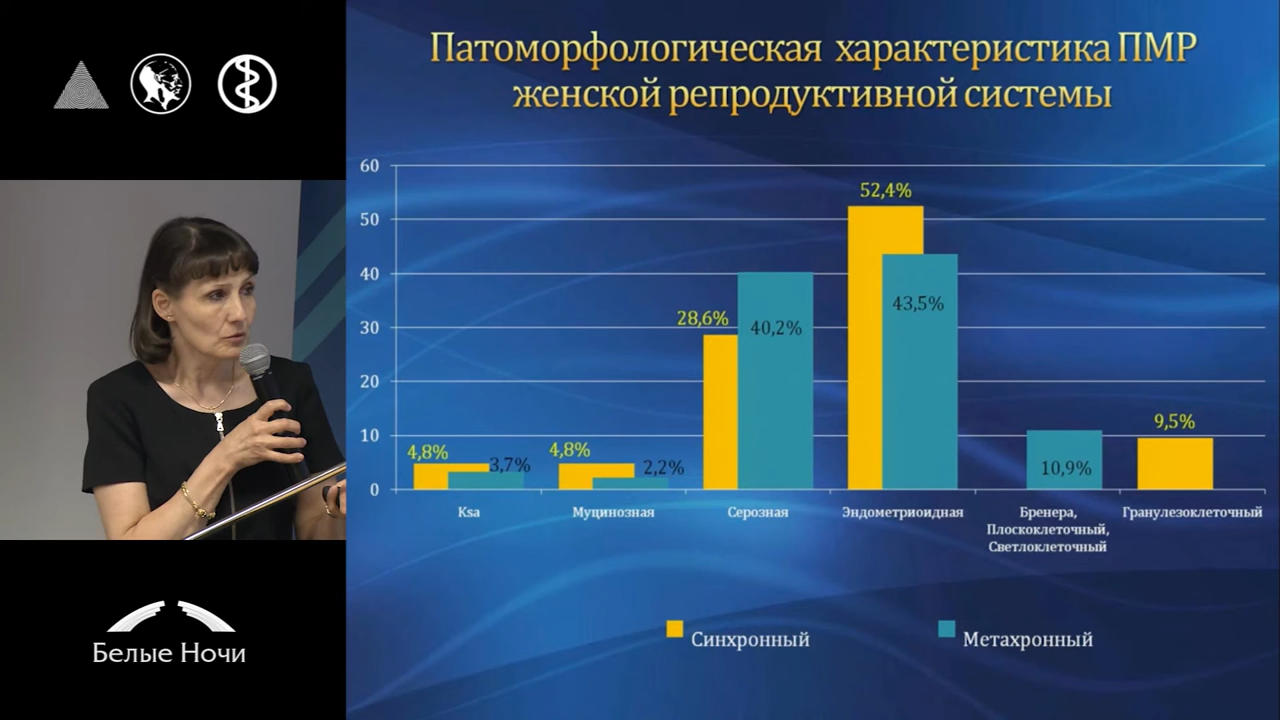 Патоморфологическая характеристика ПМР
женской репродуктивной системы
60
50
40
30
20
10
0
4,8%
3,7%
4,8%
2,2%
28,6%
40,2%
52,4%
43,5%
10,9%
9,5%
Ksa
Муцинозная
Серозная
Эндометриоидная
Бренера,
Плоскоклеточный,
Светлоклеточный
Гранулезоклеточный
Синхронный
Метахронный
Белые Ночи